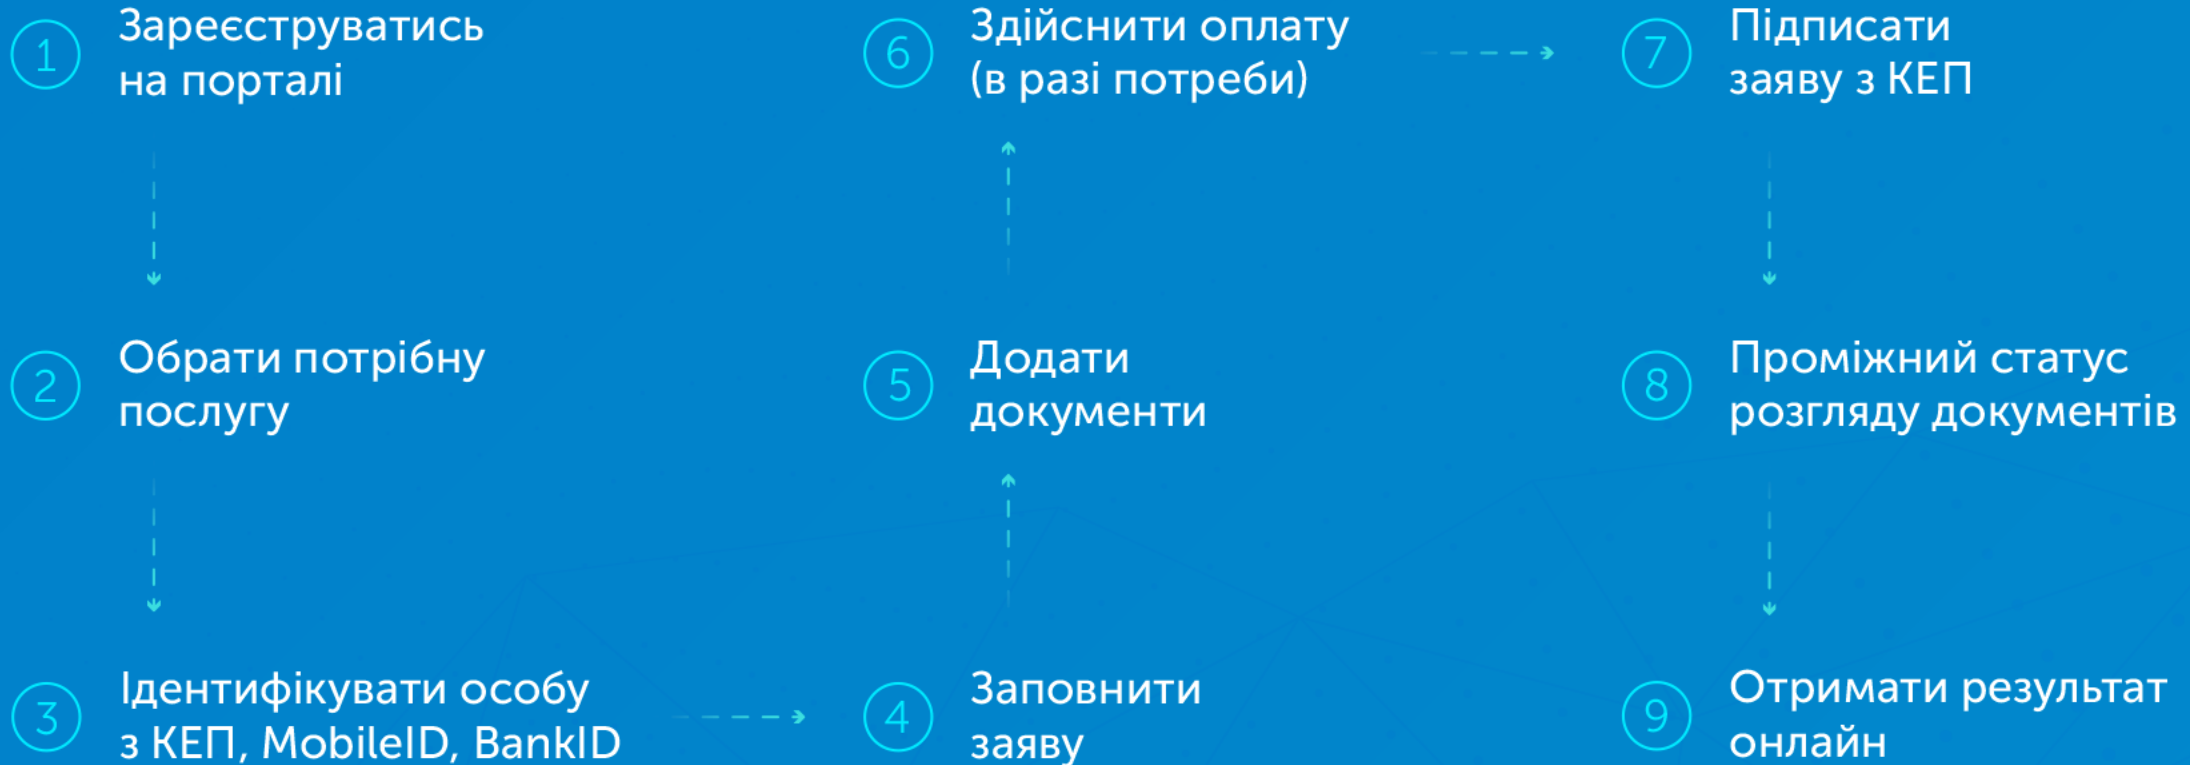 1
Зареєструватись
на порталі
2
Обрати потрібну
послугу
3
Ідентифікувати особу
з КЕП, MobileID, BankID
4
Заповнити
заяву
5
Додати
документи
6
Здійснити оплату
(в разі потреби)
7
Підписати
заяву з КЕП
8
Проміжний статус
розгляду документів
9
Отримати результат
онлайн